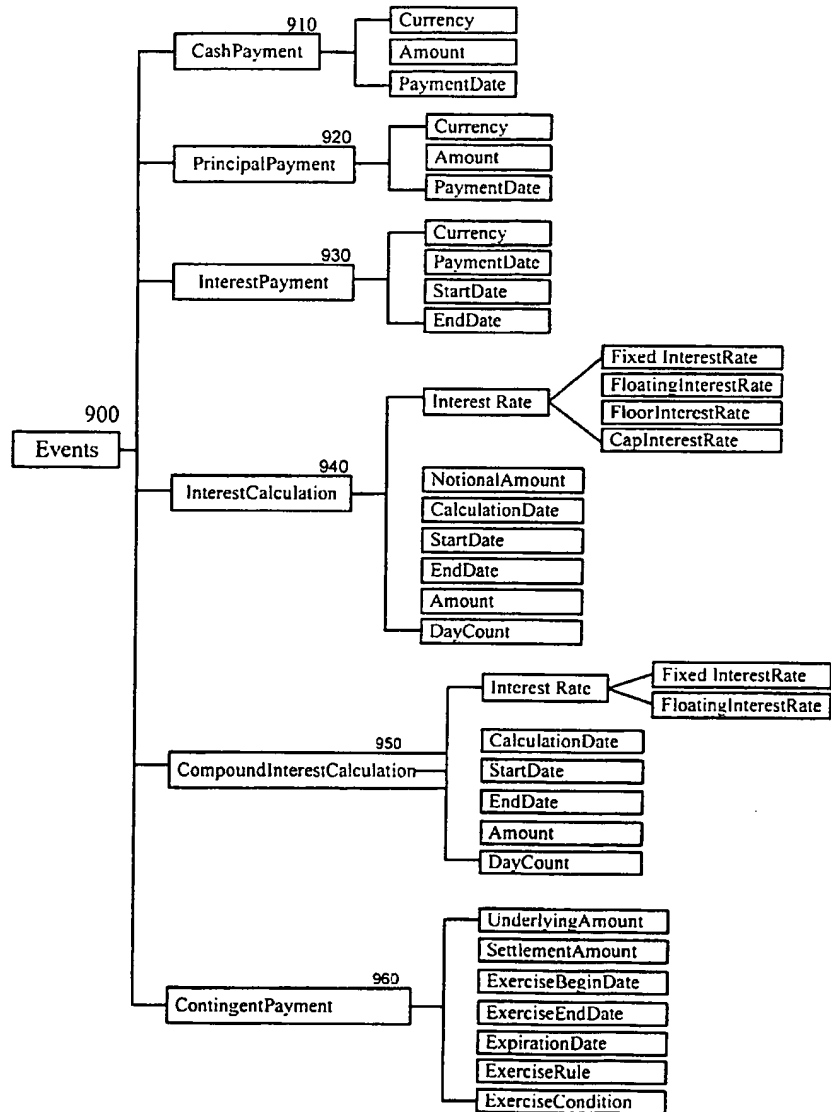 910
CashPayment
Currency
Amount
PaymentDate
920
PrincipalPayment
Currency
Amount
PaymentDate
930
InterestPayment
Currency
PaymentDate
StartDate
EndDate
900
Events
940
InterestCalculation
Interest Rate
Fixed InterestRate
FloatingInterestRate
FloorInterestRate
CapInterestRate
NotionalAmount
CalculationDate
StartDate
EndDate
Amount
DayCount
950
CompoundInterestCalculation
Interest Rate
Fixed InterestRate
FloatingInterestRate
CalculationDate
StartDate
EndDate
Amount
DayCount
960
ContingentPayment
UnderlyingAmount
SettlementAmount
ExerciseBeginDate
ExerciseEndDate
ExpirationDate
ExerciseRule
ExerciseCondition